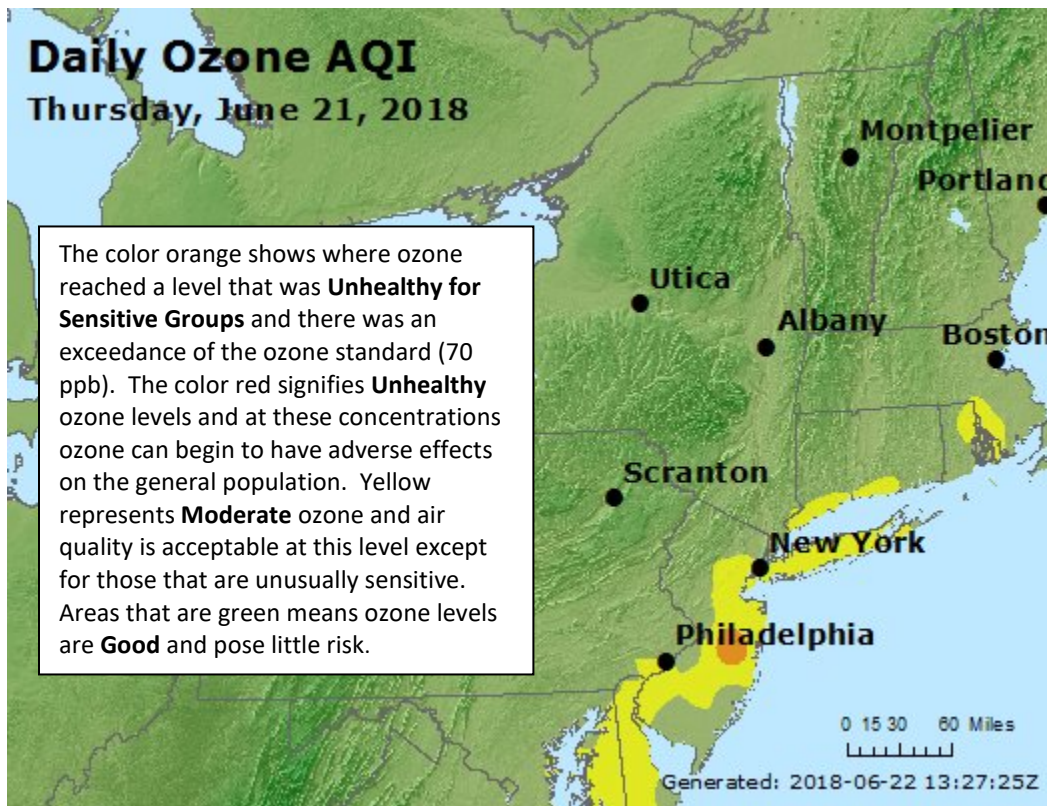 Daily Ozone AQI
Thursday, June 21, 2018
Montpelier
Portland
The color orange shows where ozone
reached a level that was Unhealthy for
Sensitive Groups and there was an
exceedance of the ozone standard (70
ppb). The color red signifies Unhealthy
ozone levels and at these concentrations
ozone can begin to have adverse effects
on the general population. Yellow
represents Moderate ozone and air
quality is acceptable at this level except
for those that are unusually sensitive.
Areas that are green means ozone levels
are Good and pose little risk.
Utica
Albany
Boston
Scranton
New York
Philadelphia
0 15 30 60 Miles
Generated: 2018-06-22 13:27:25Z